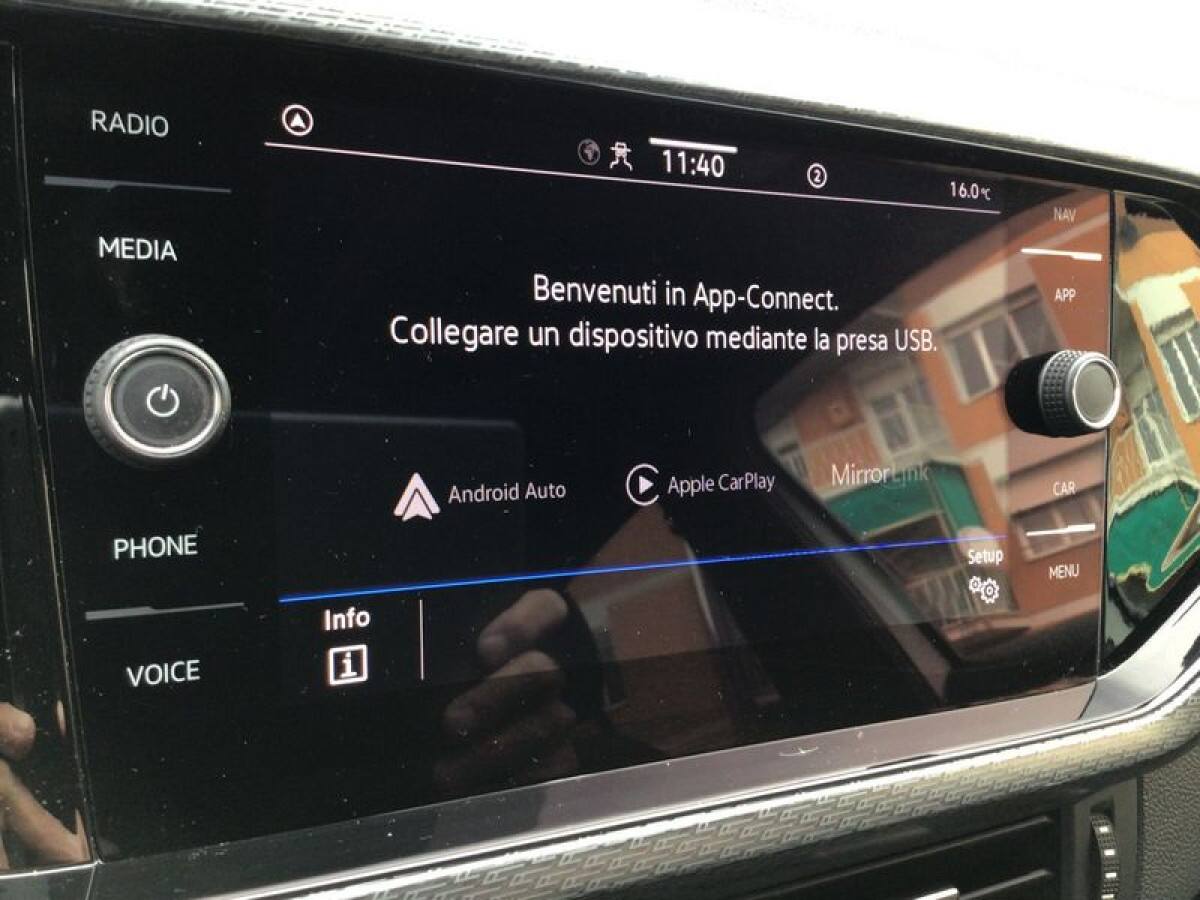 RADIO
MEDIA
PHONE
VOICE
11:40
2
16.0°C
Benvenuti in App-Connect.
Collegare un dispositivo mediante la presa USB.
Android Auto
Apple CarPlay
MirrorLink
Info
i
Setup
NAV
APP
CAR
MENU